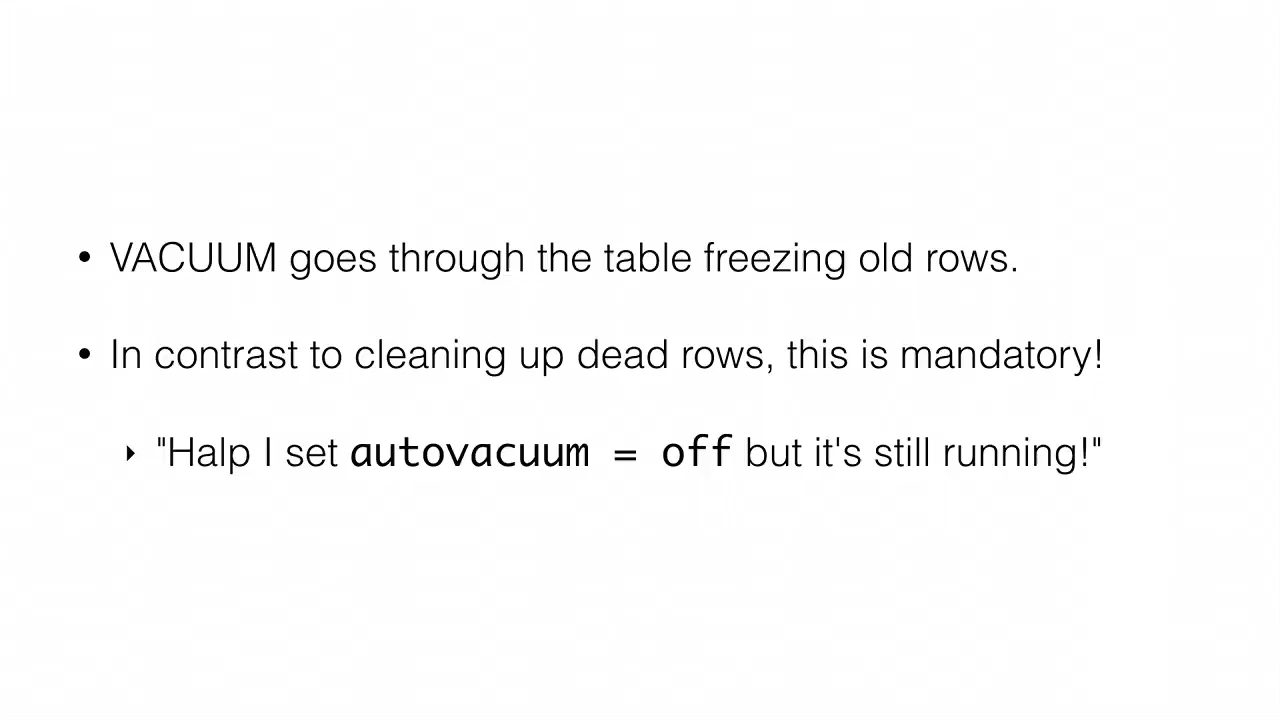 • VACUUM goes through the table freezing old rows.
• In contrast to cleaning up dead rows, this is mandatory!
‣ "Halp I set autovacuum = off but it's still running!"